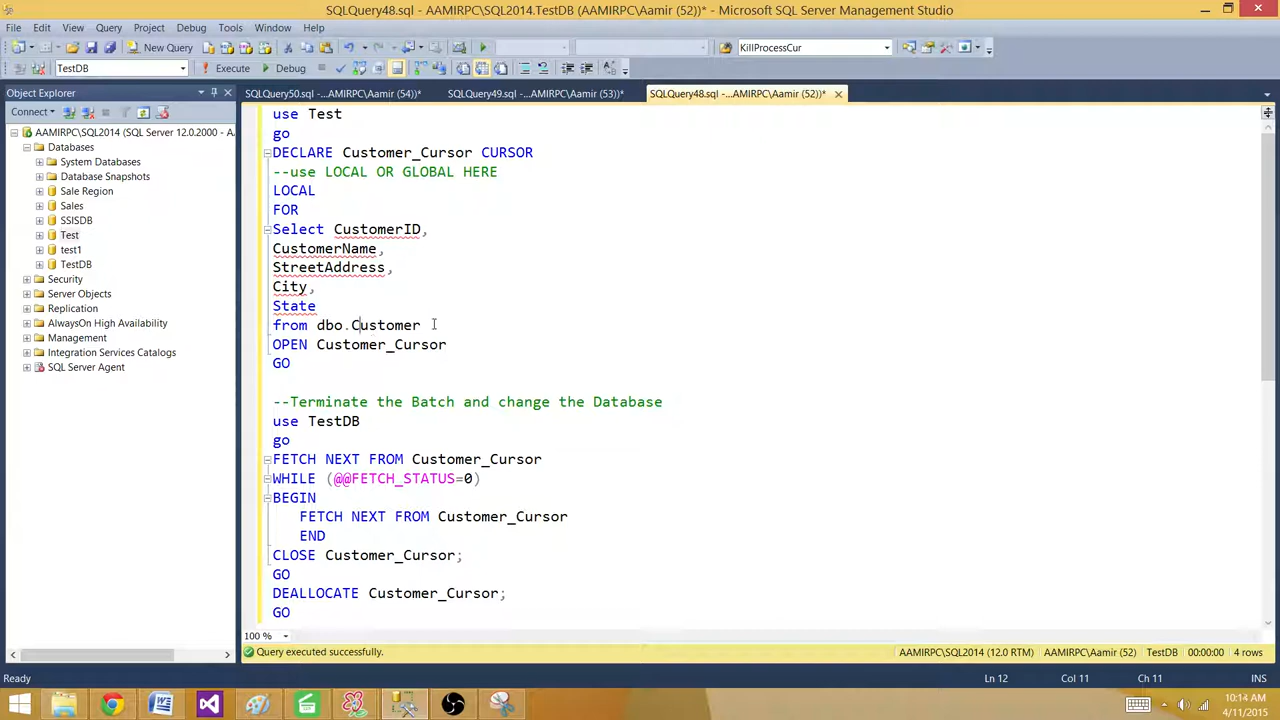 SQLQuery48.sql - AAMIRPC\SQL2014.TestDB (AAMIRPC\Aamir (52))* - Microsoft SQL Server Management Studio
File Edit View Query Project Debug Tools Window Help
New Query KillProcessCur
TestDB Execute Debug
Object Explorer
SQLQuery50.sql -...AMIRPC\Aamir (54))* SQLQuery49.sql -...AMIRPC\Aamir (53))* SQLQuery48.sql -...AMIRPC\Aamir (52))*
Connect
AAMIRPC\SQL2014 (SQL Server 12.0.2000 - A
Databases
System Databases
Database Snapshots
Sale Region
Sales
SSISDB
Test
test1
TestDB
Security
Server Objects
Replication
AlwaysOn High Availability
Management
Integration Services Catalogs
SQL Server Agent
use Test
go
DECLARE Customer_Cursor CURSOR
--use LOCAL OR GLOBAL HERE
LOCAL
FOR
Select CustomerID,
CustomerName,
StreetAddress,
City,
State
from dbo.Customer
OPEN Customer_Cursor
GO
--Terminate the Batch and change the Database
use TestDB
go
FETCH NEXT FROM Customer_Cursor
WHILE (@@FETCH_STATUS=0)
BEGIN
FETCH NEXT FROM Customer_Cursor
END
CLOSE Customer_Cursor;
GO
DEALLOCATE Customer_Cursor;
GO
100 %
Query executed successfully. AAMIRPC\SQL2014 (12.0 RTM) AAMIRPC\Aamir (52) TestDB 00:00:00 4 rows
Ready Ln 12 Col 11 Ch 11 INS
10:14 AM
4/11/2015